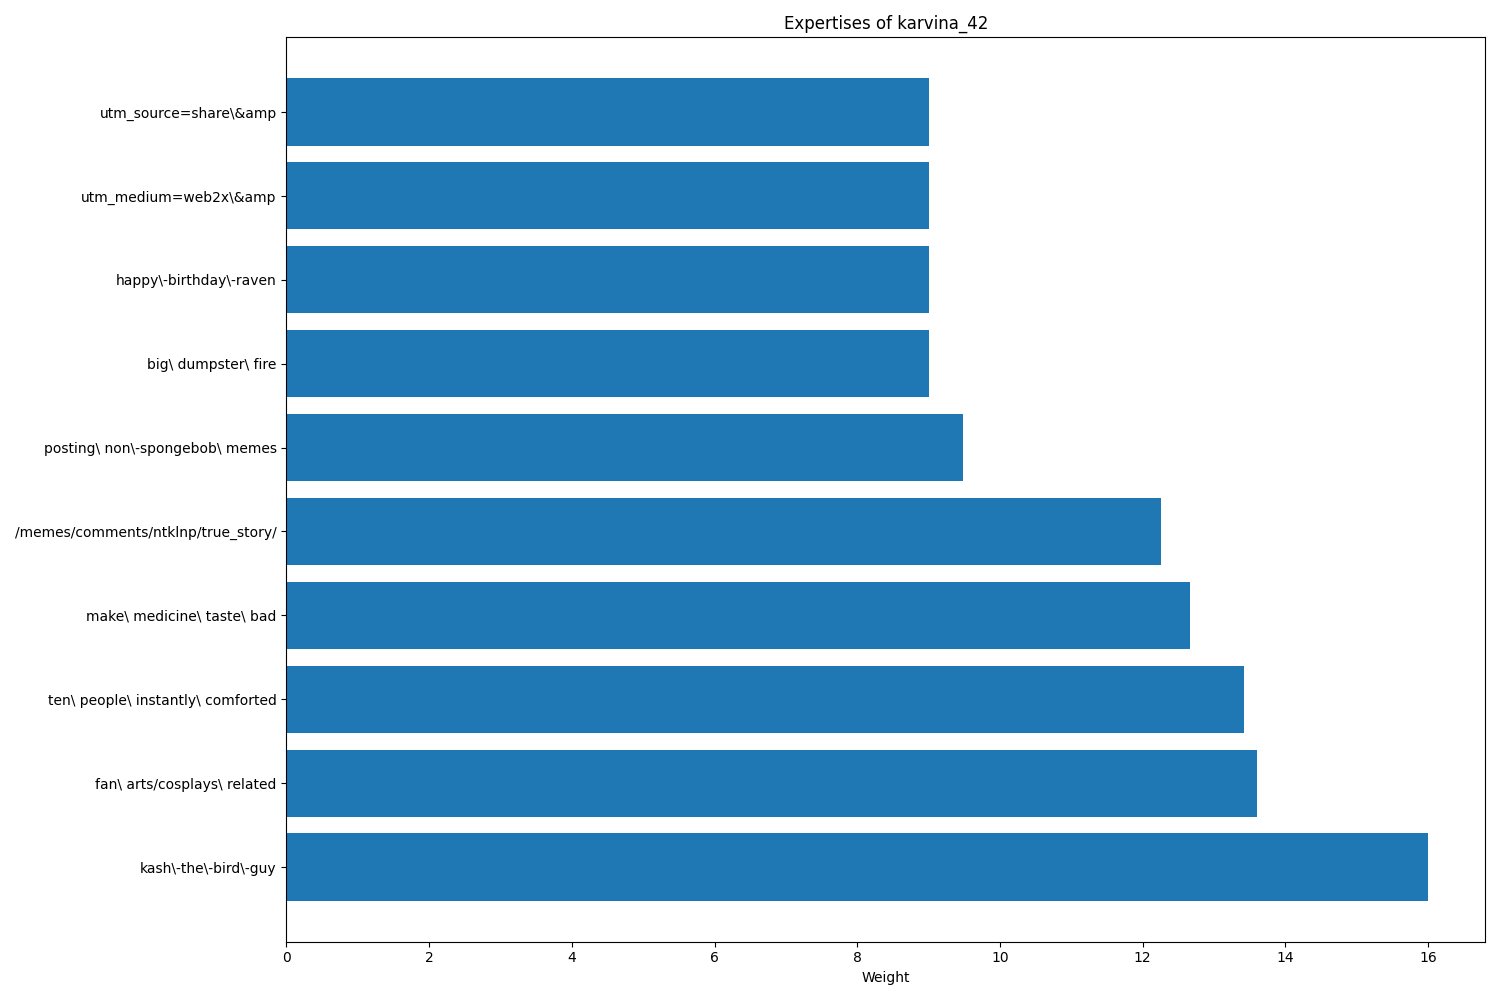 Expertises of karvina_42
utm_source=share\&amp
utm_medium=web2x\&amp
happy\-birthday\-raven
big\ dumpster\ fire
posting\ non\-spongebob\ memes
/memes/comments/ntklnp/true_story/
make\ medicine\ taste\ bad
ten\ people\ instantly\ comforted
fan\ arts/cosplays\ related
kash\-the\-bird\-guy
0 2 4 6 8 10 12 14 16
Weight